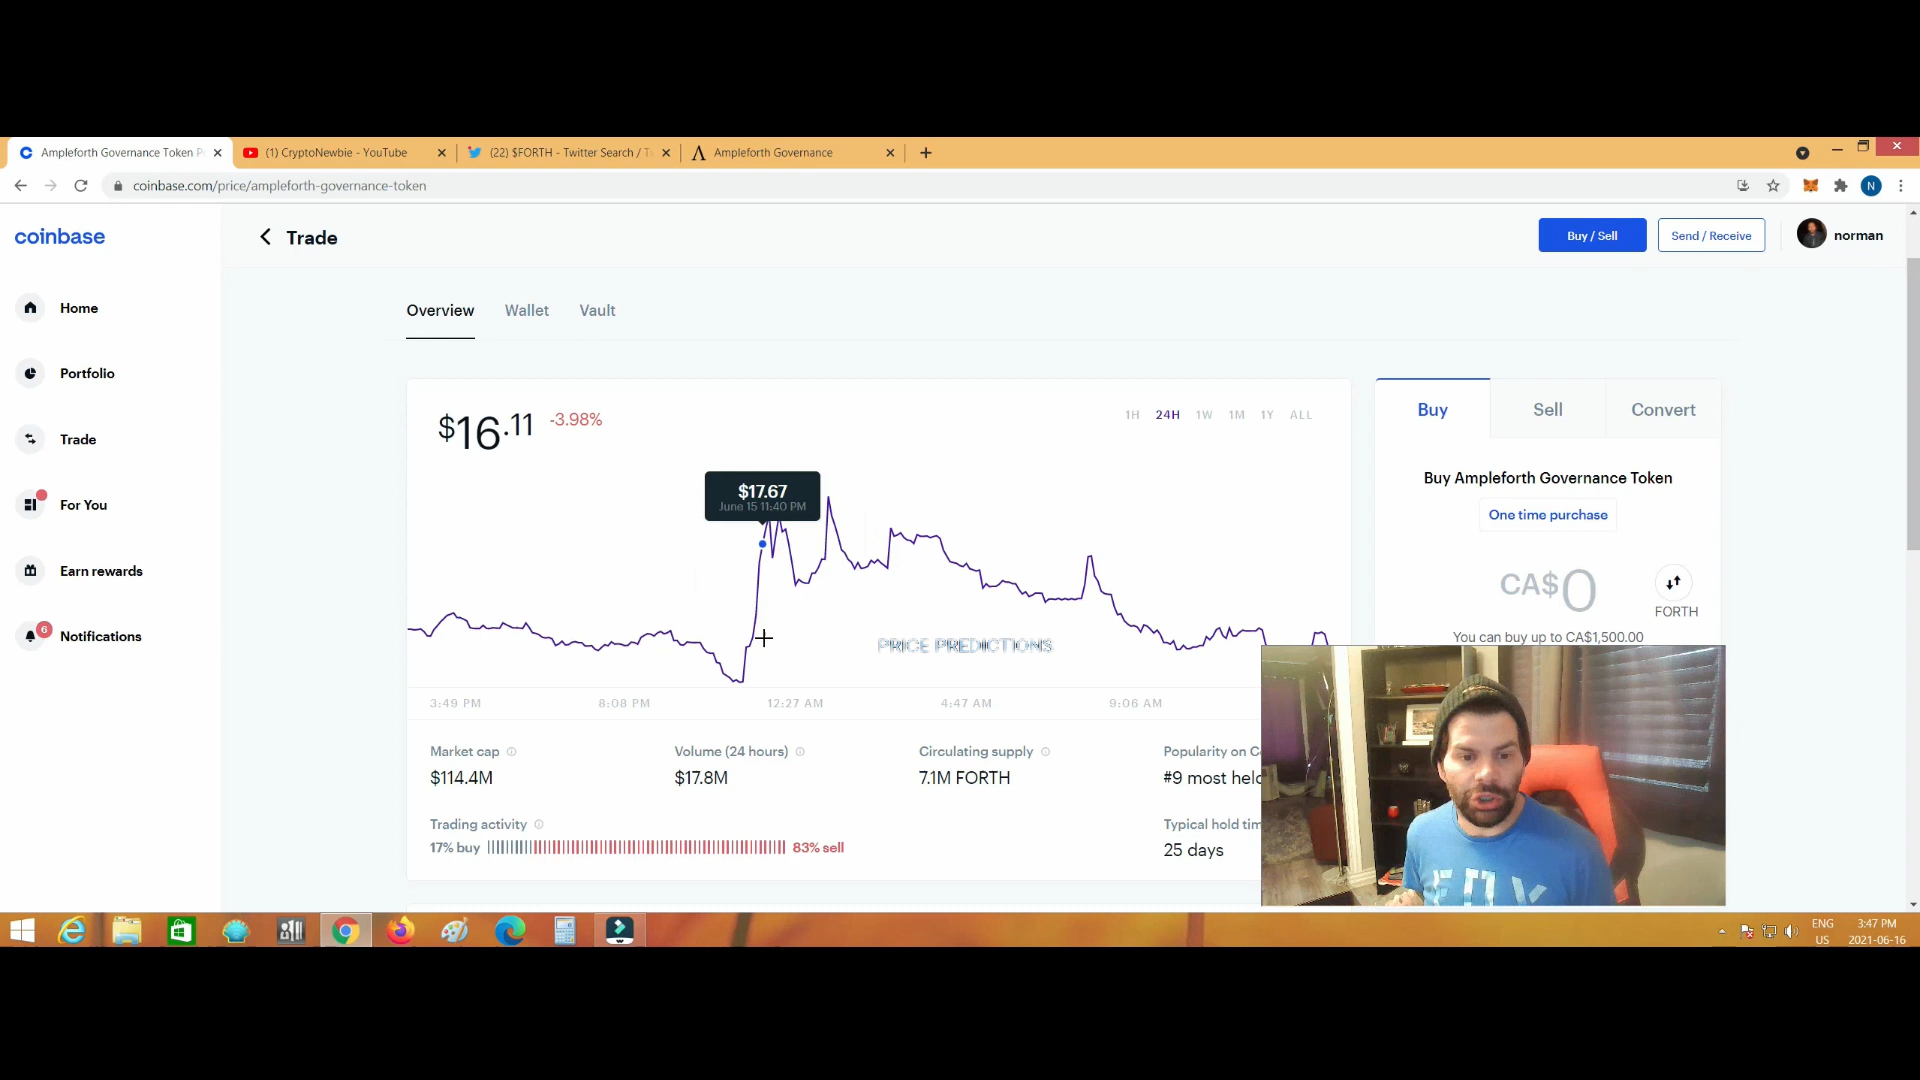 Ampleforth Governance Token P
(1) CryptoNewbie - YouTube
(22) $FORTH - Twitter Search / T
Ampleforth Governance
coinbase.com/price/ampleforth-governance-token
N
coinbase
Trade
Buy / Sell
Send / Receive
norman
Home
Portfolio
Trade
For You
Earn rewards
6
Notifications
Overview
Wallet
Vault
$16.11
-3.98%
1H
24H
1W
1M
1Y
ALL
$17.67
June 15 11:40 PM
PRICE PREDICTIONS
3:49 PM
8:08 PM
12:27 AM
4:47 AM
9:06 AM
Market cap
$114.4M
Volume (24 hours)
$17.8M
Circulating supply
7.1M FORTH
Popularity on C
#9 most held
Trading activity
17% buy
83% sell
Typical hold tim
25 days
Buy
Sell
Convert
Buy Ampleforth Governance Token
One time purchase
CA$0
FORTH
You can buy up to CA$1,500.00
ENG
US
3:47 PM
2021-06-16